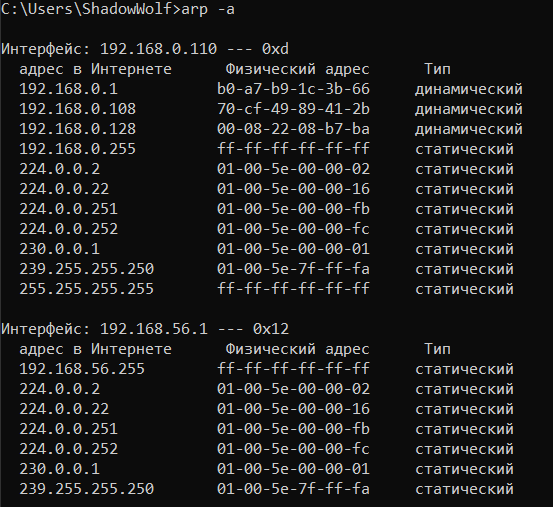 C:\Users\ShadowWolf>arp -a
Интерфейс: 192.168.0.110 --- 0xd
адрес в Интернете Физический адрес Тип
192.168.0.1 b0-a7-b9-1c-3b-66 динамический
192.168.0.108 70-cf-49-89-41-2b динамический
192.168.0.128 00-08-22-08-b7-ba динамический
192.168.0.255 ff-ff-ff-ff-ff-ff статический
224.0.0.2 01-00-5e-00-00-02 статический
224.0.0.22 01-00-5e-00-00-16 статический
224.0.0.251 01-00-5e-00-00-fb статический
224.0.0.252 01-00-5e-00-00-fc статический
230.0.0.1 01-00-5e-00-00-01 статический
239.255.255.250 01-00-5e-7f-ff-fa статический
255.255.255.255 ff-ff-ff-ff-ff-ff статический
Интерфейс: 192.168.56.1 --- 0x12
адрес в Интернете Физический адрес Тип
192.168.56.255 ff-ff-ff-ff-ff-ff статический
224.0.0.2 01-00-5e-00-00-02 статический
224.0.0.22 01-00-5e-00-00-16 статический
224.0.0.251 01-00-5e-00-00-fb статический
224.0.0.252 01-00-5e-00-00-fc статический
230.0.0.1 01-00-5e-00-00-01 статический
239.255.255.250 01-00-5e-7f-ff-fa статический